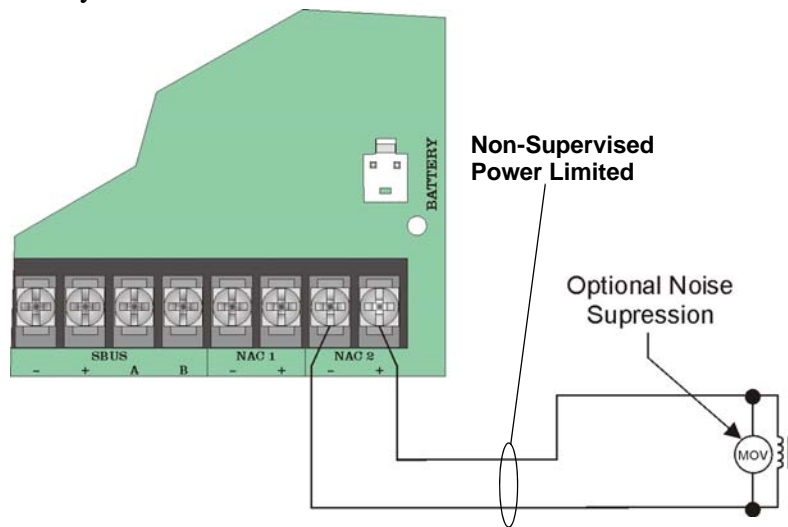 Non-Supervised
Power Limited
BATTERY
Optional Noise
Supression
SBUS NAC 1 NAC 2
- + A B - + - +
MOV